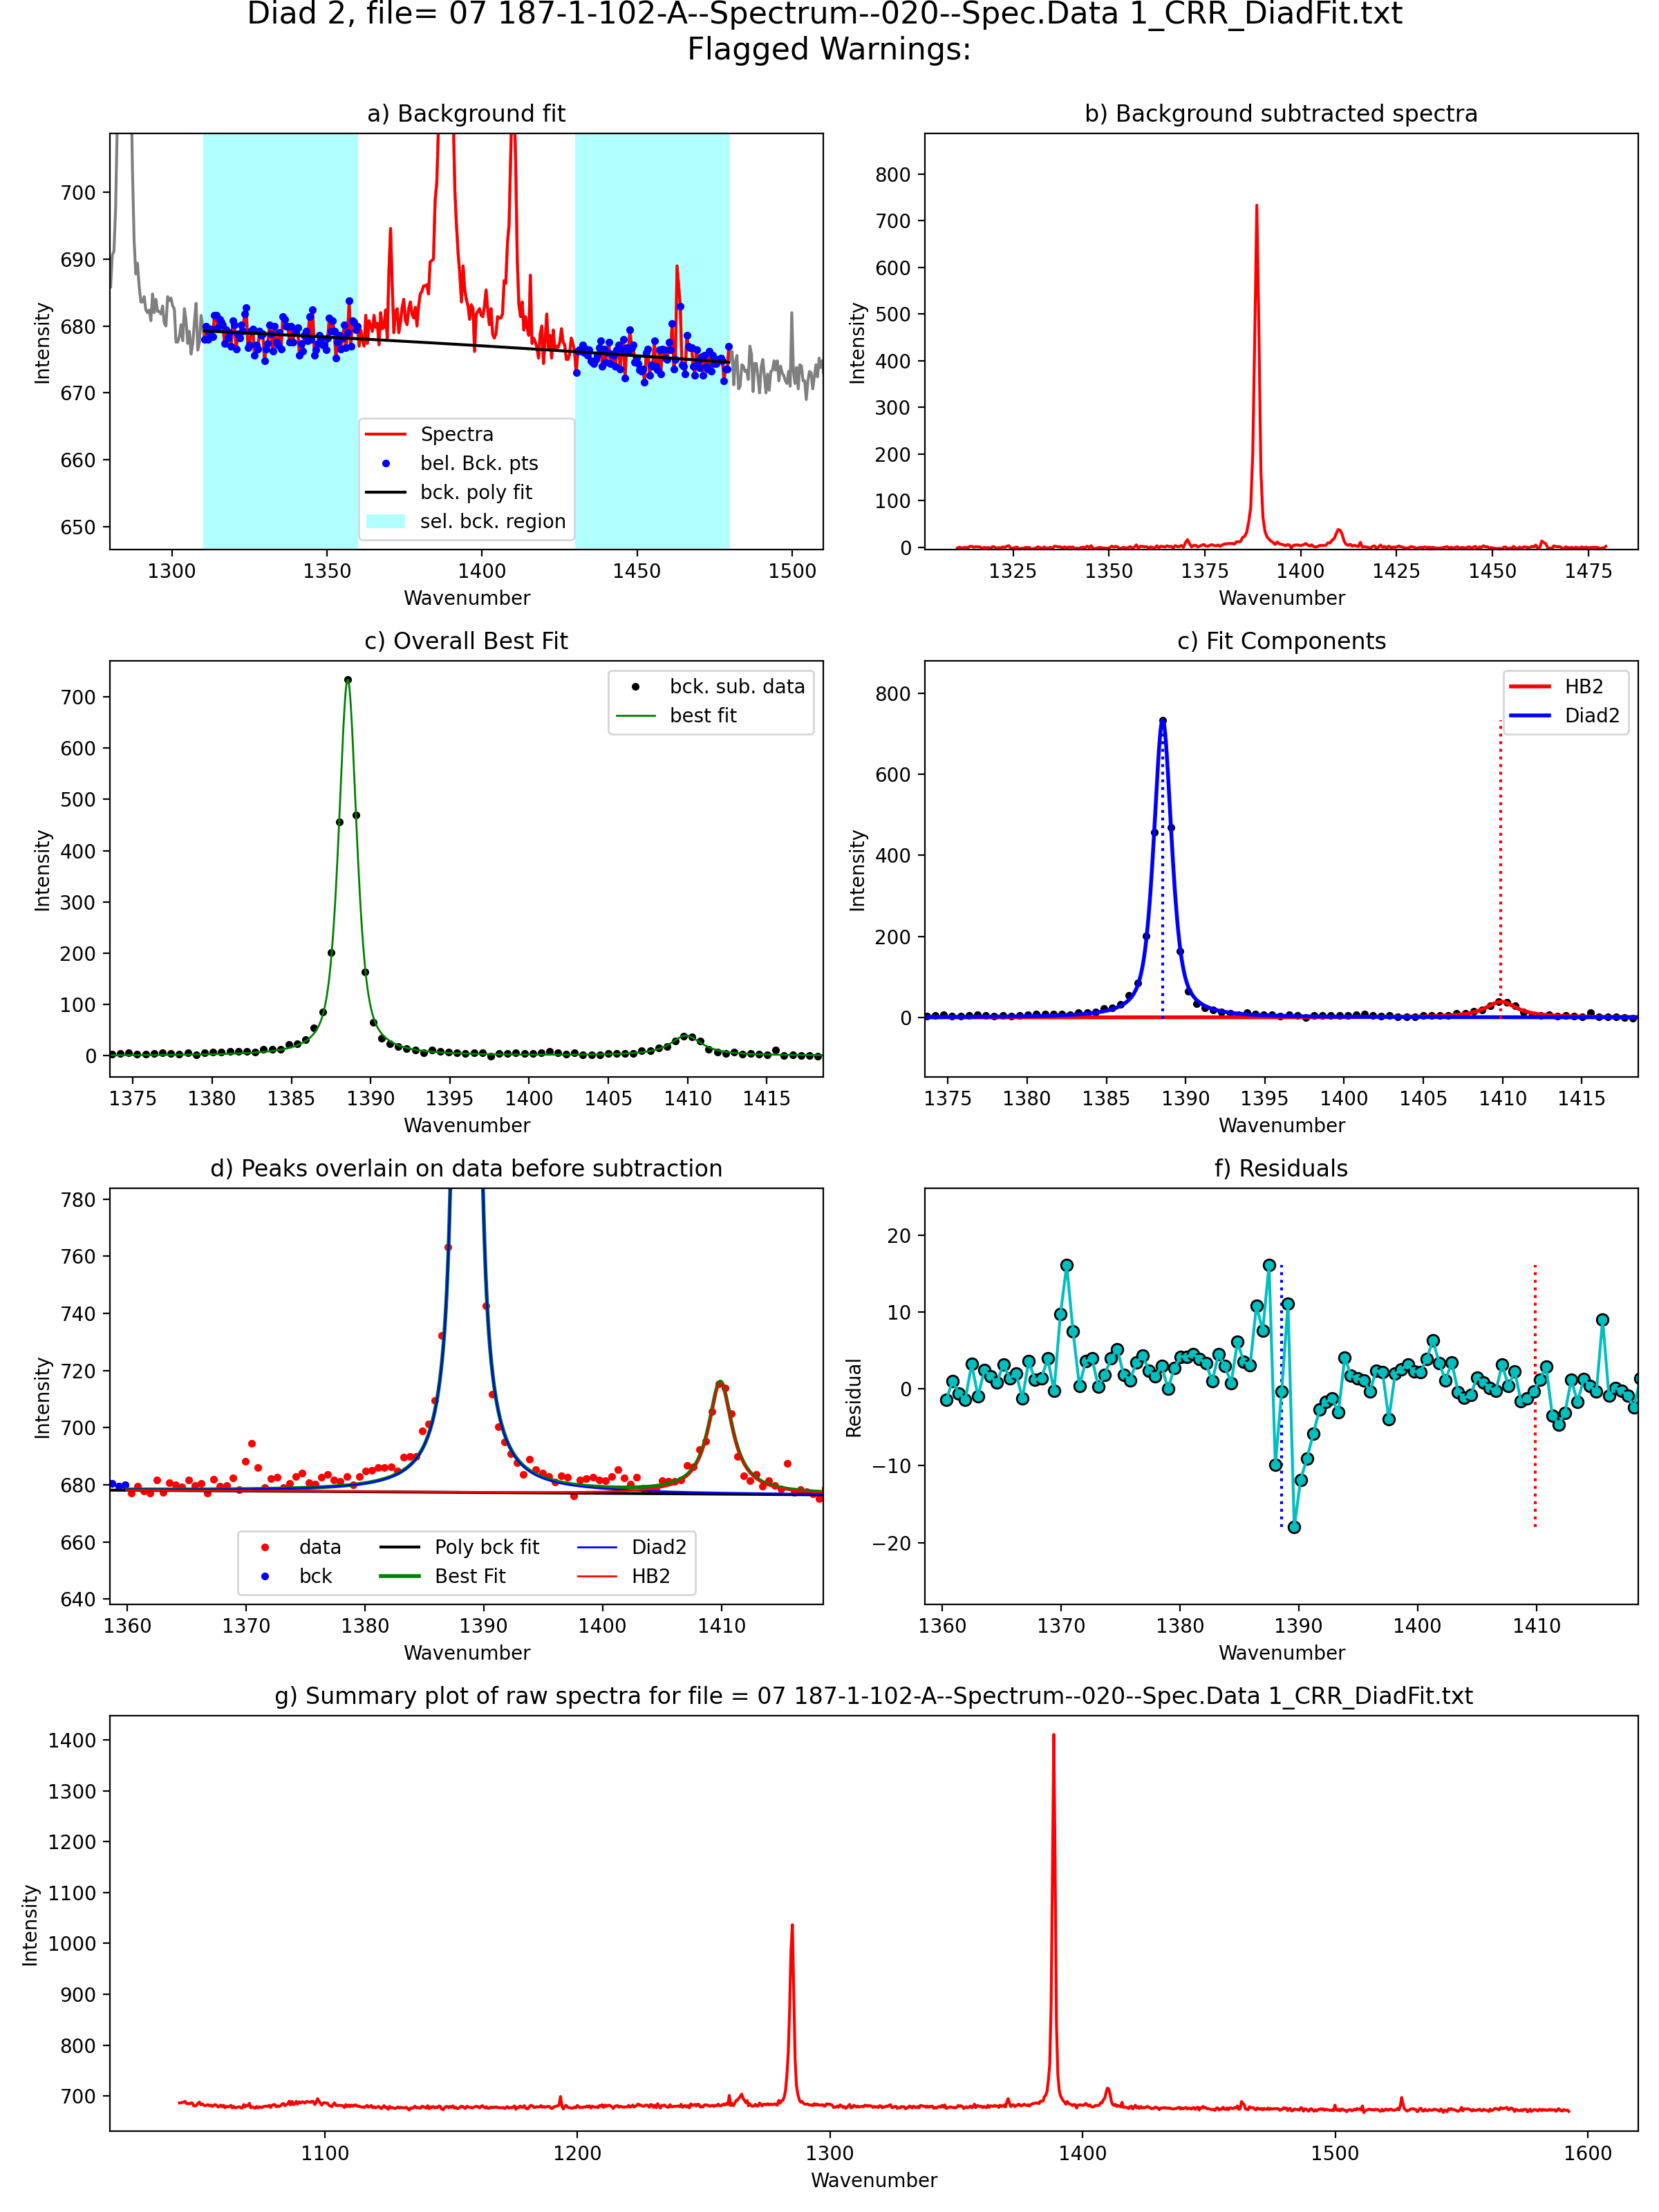 Diad 2, file= 07 187-1-102-A--Spectrum--020--Spec.Data 1_CRR_DiadFit.txt
Flagged Warnings:
a) Background fit
700
690
680
670
660
650
Intensity
Spectra
bel. Bck. pts
bck. poly fit
sel. bck. region
1300 1350 1400 1450 1500
Wavenumber
b) Background subtracted spectra
800
700
600
500
400
300
200
100
0
Intensity
1325 1350 1375 1400 1425 1450 1475
Wavenumber
c) Overall Best Fit
700
600
500
400
300
200
100
0
Intensity
bck. sub. data
best fit
1375 1380 1385 1390 1395 1400 1405 1410 1415
Wavenumber
c) Fit Components
800
600
400
200
0
Intensity
HB2
Diad2
1375 1380 1385 1390 1395 1400 1405 1410 1415
Wavenumber
d) Peaks overlain on data before subtraction
780
760
740
720
700
680
660
640
Intensity
data Poly bck fit Diad2
bck Best Fit HB2
1360 1370 1380 1390 1400 1410
Wavenumber
f) Residuals
20
10
0
−10
−20
Residual
1360 1370 1380 1390 1400 1410
Wavenumber
g) Summary plot of raw spectra for file = 07 187-1-102-A--Spectrum--020--Spec.Data 1_CRR_DiadFit.txt
1400
1300
1200
1100
1000
900
800
700
Intensity
1100 1200 1300 1400 1500 1600
Wavenumber